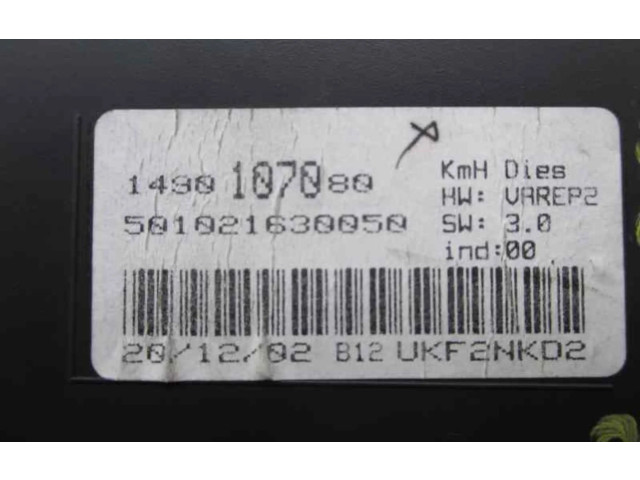 1490 1070 80
501021630050
KmH Dies
HW: VAREP2
SW: 3.0
ind:00
20/12/02 B12 UKF2NKD2